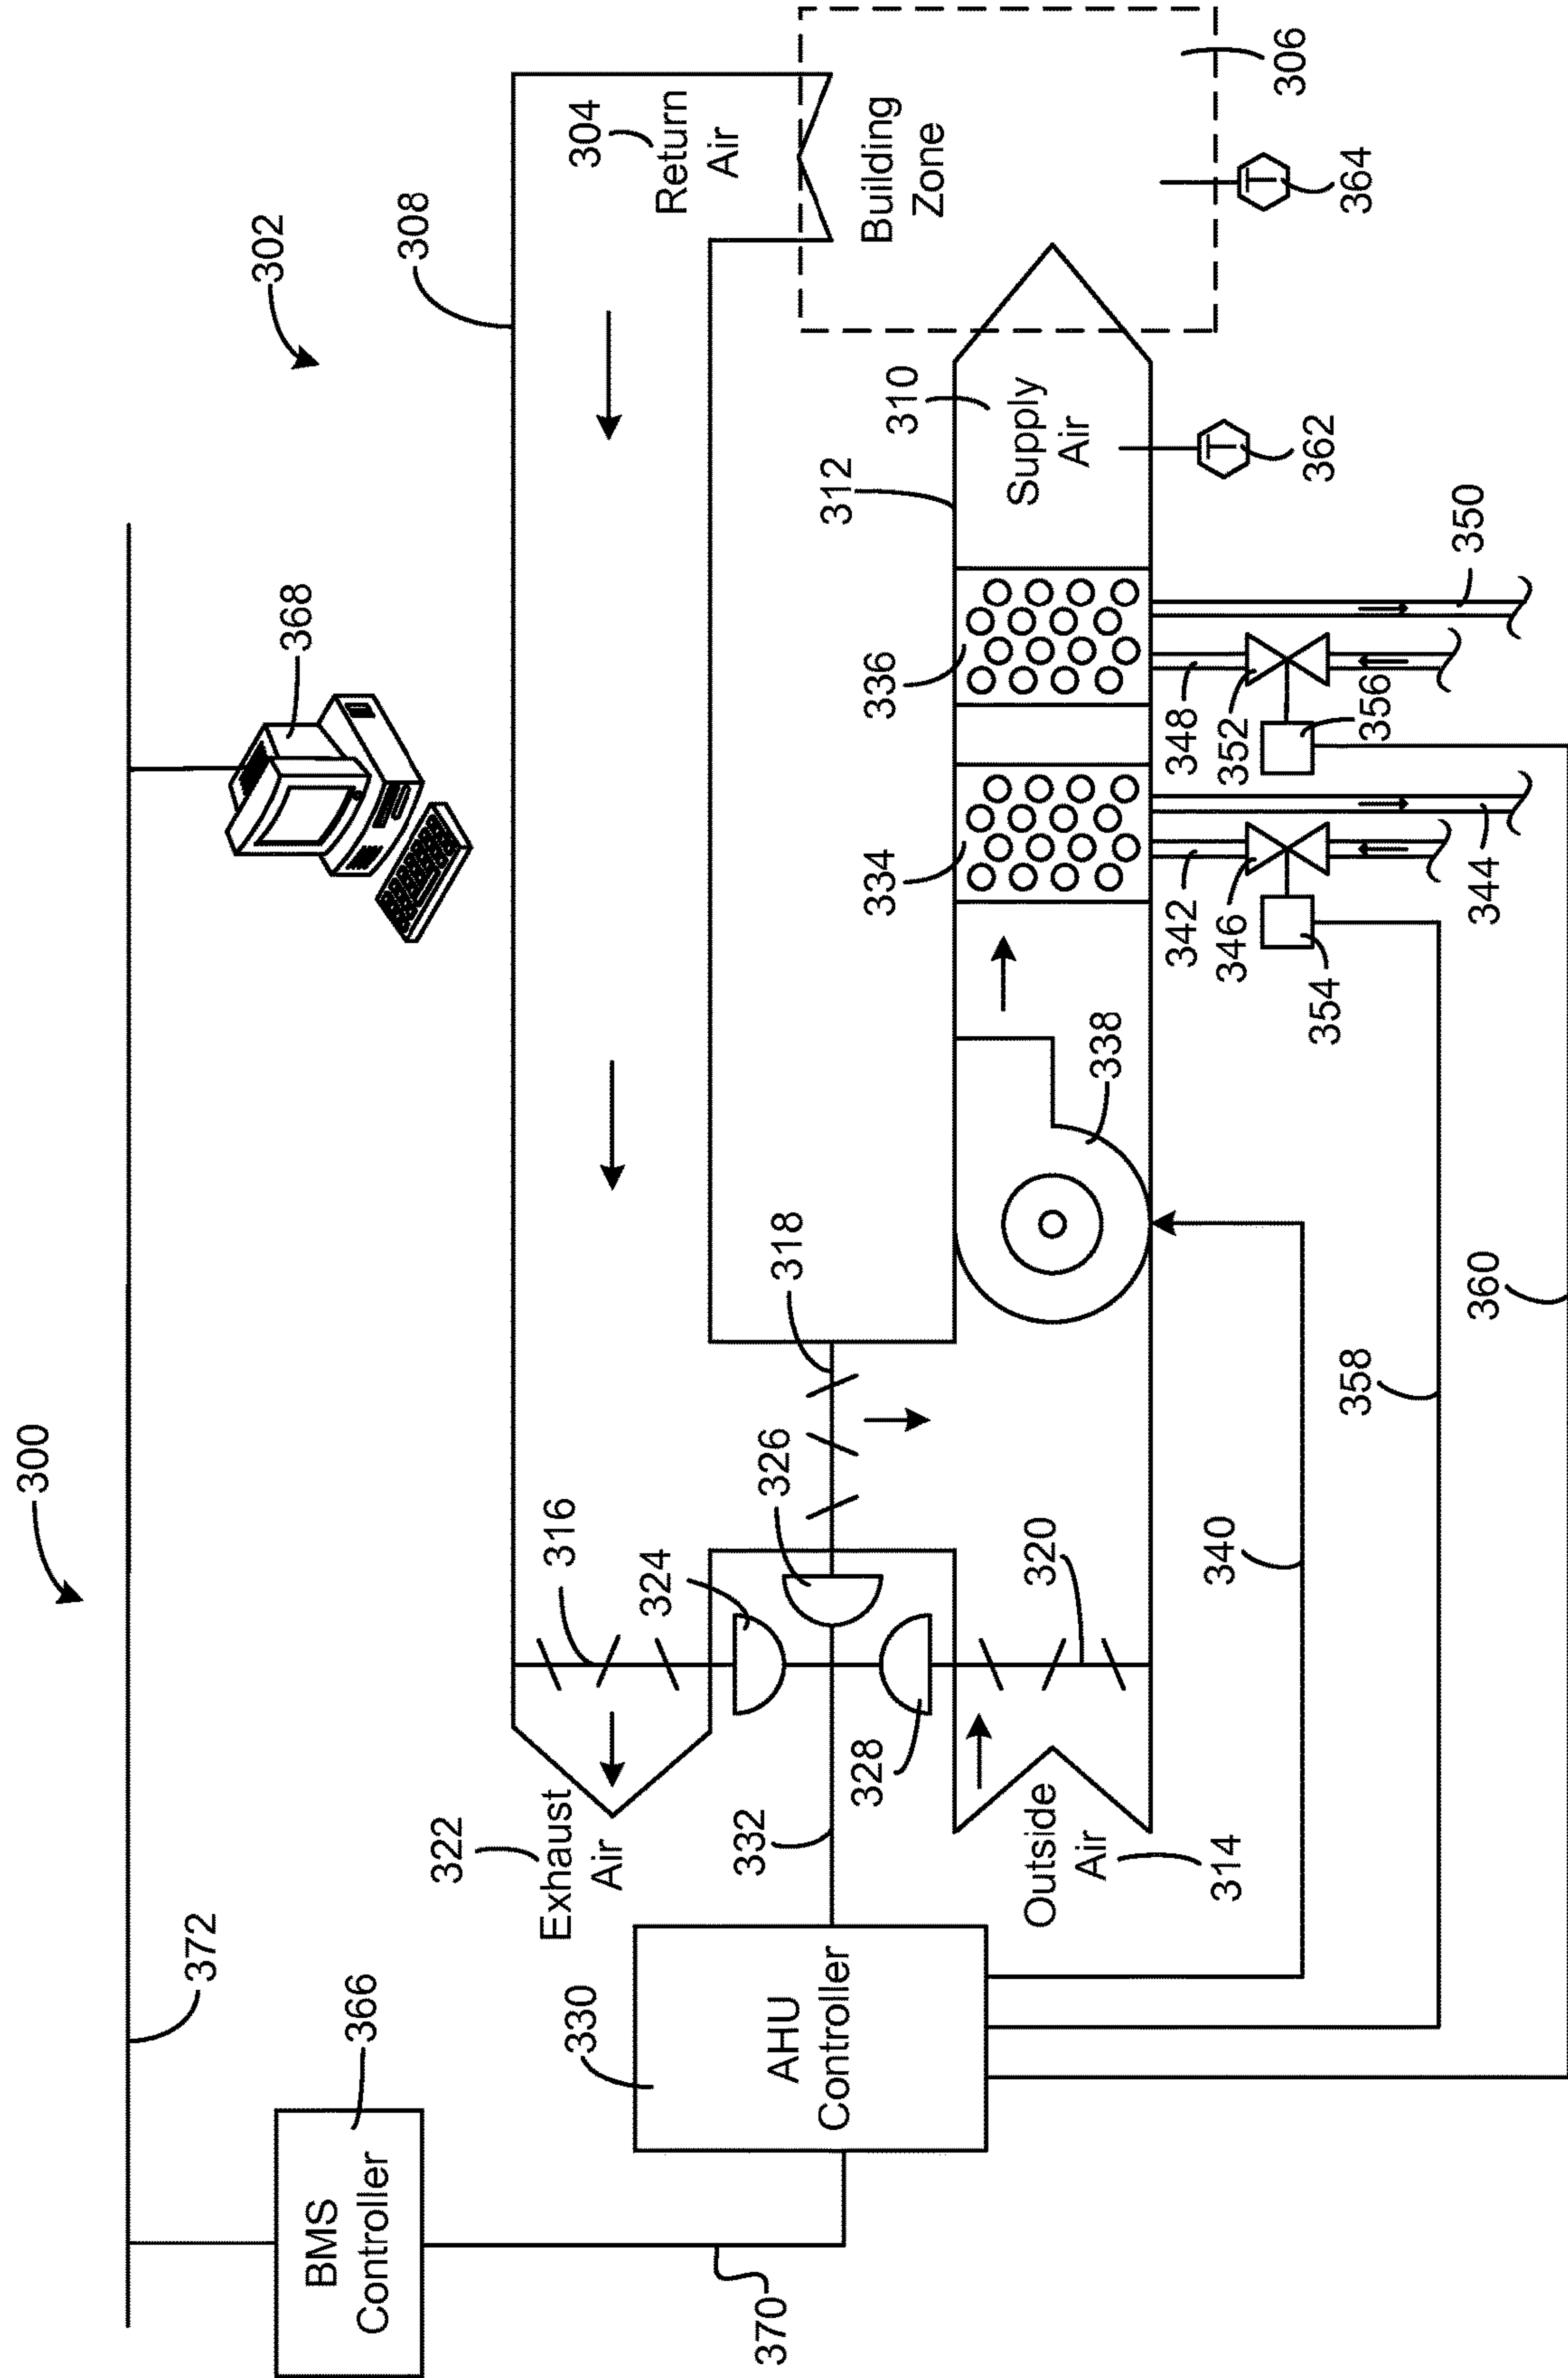 300
372
366
BMS
Controller
370
368
302
308
304
Return
Air
Building
Zone
306
364
322
Exhaust
Air
316
324
326
318
328
332
330
AHU
Controller
Outside
Air
314
320
338
334
336
312
310
Supply
Air
T
362
T
342
346
354
344
348
352
356
350
340
358
360